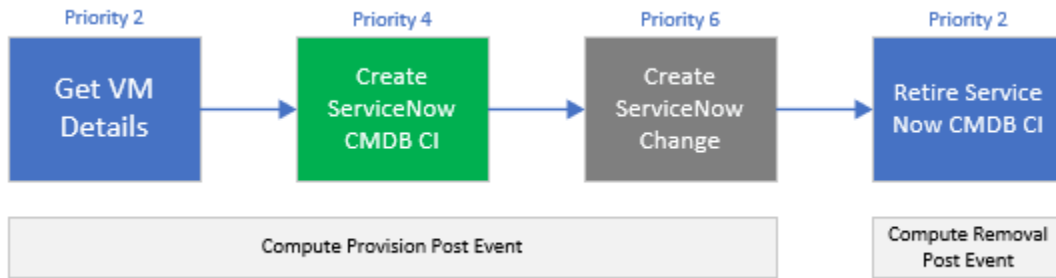 Priority 2
Priority 4
Priority 6
Priority 2
Get VM
Details
Create
ServiceNow
CMDB CI
Create
ServiceNow
Change
Retire Service
Now CMDB CI
Compute Provision Post Event
Compute Removal
Post Event